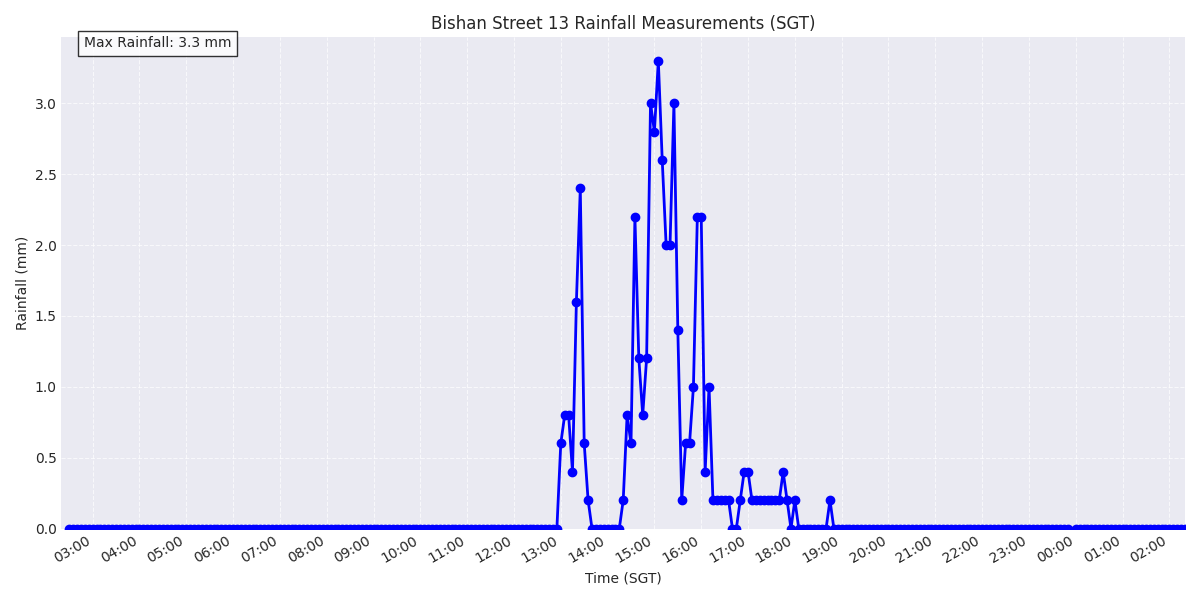 Bishan Street 13 Rainfall Measurements (SGT)
Max Rainfall: 3.3 mm
Rainfall (mm)
3.0
2.5
2.0
1.5
1.0
0.5
0.0
03:00 04:00 05:00 06:00 07:00 08:00 09:00 10:00 11:00 12:00 13:00 14:00 15:00 16:00 17:00 18:00 19:00 20:00 21:00 22:00 23:00 00:00 01:00 02:00
Time (SGT)